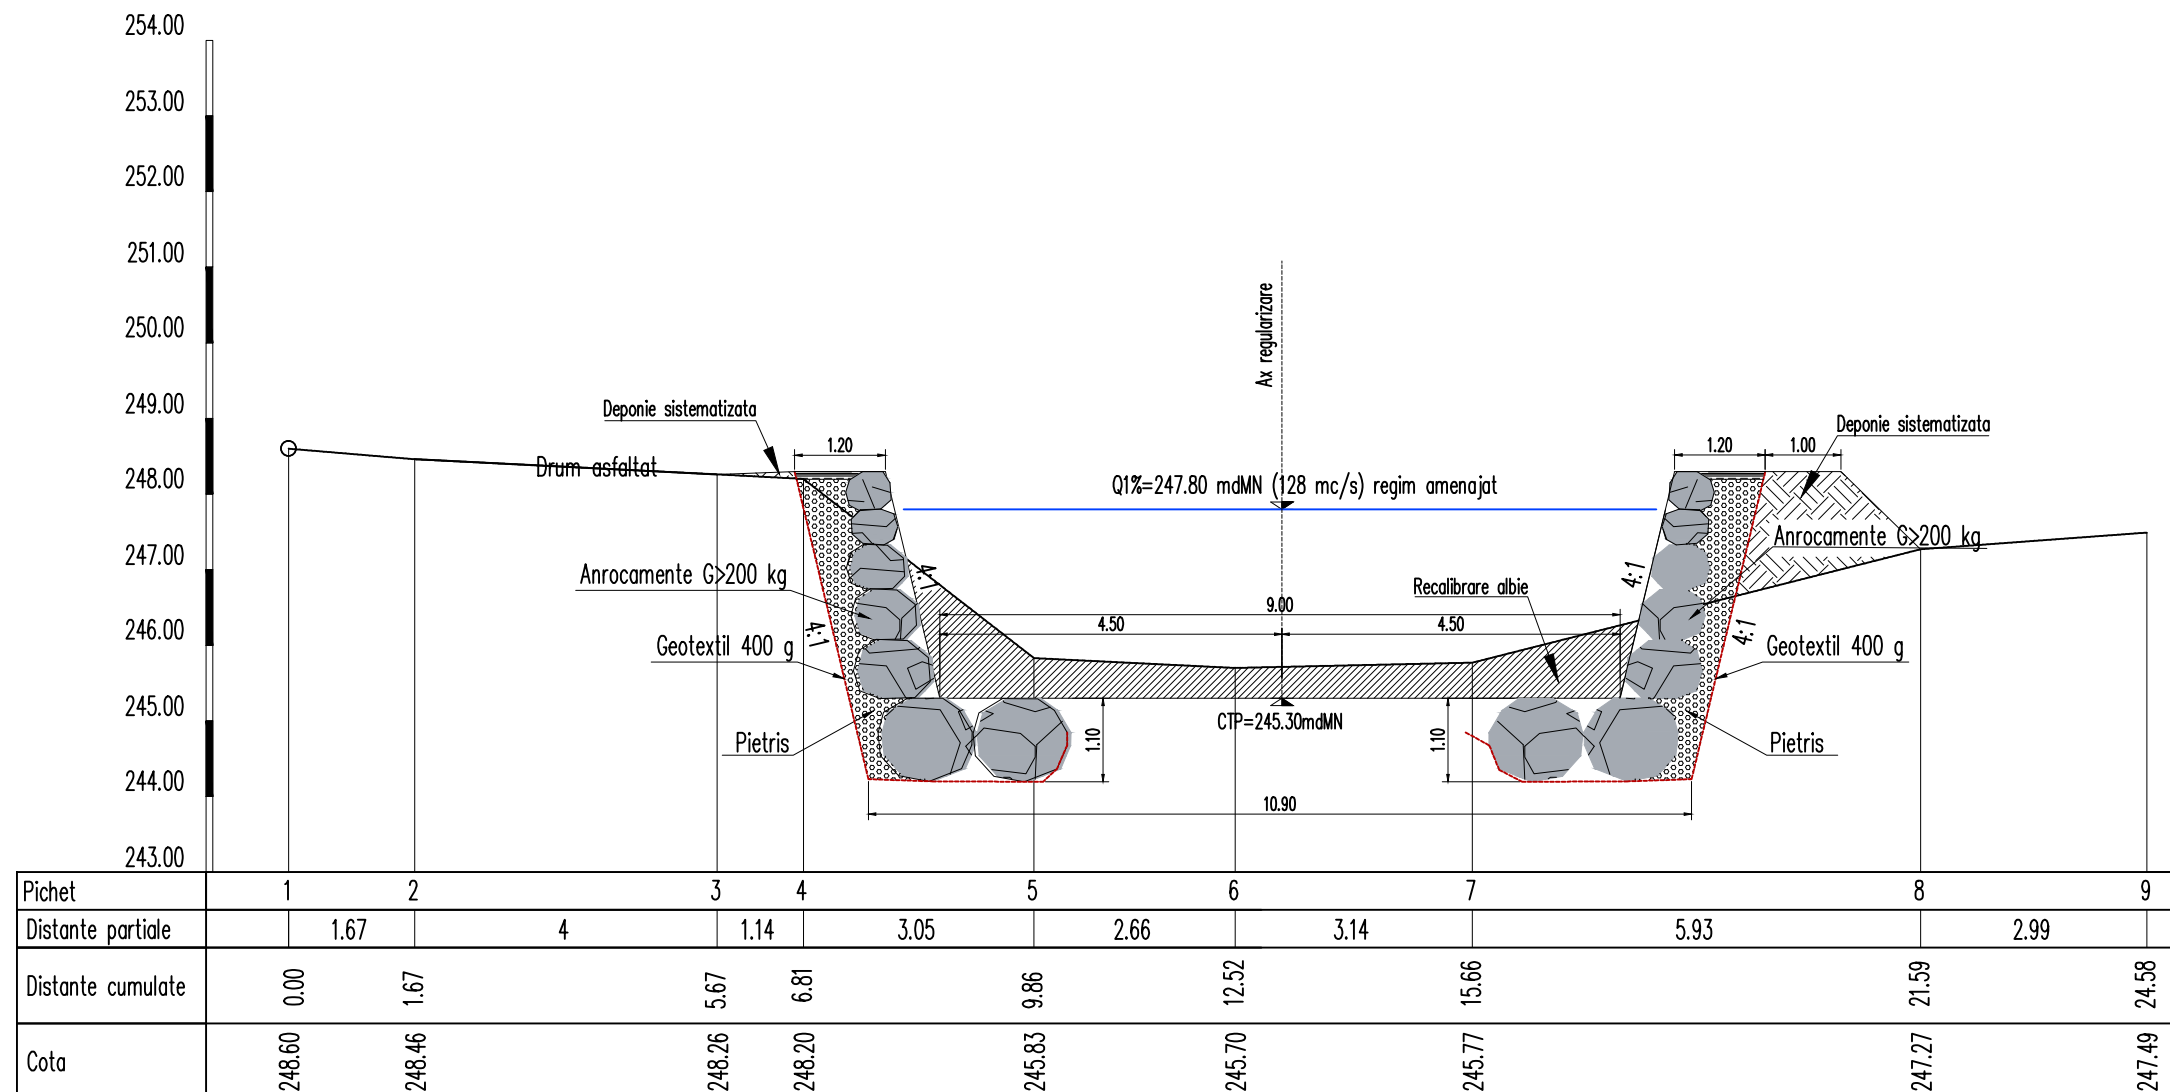 254.00
253.00
252.00
251.00
250.00
249.00
248.00
247.00
246.00
245.00
244.00
243.00
Ax regularizare
Deponie sistematizata
1.20
Drum asfaltat
Q1%=247.80 mdMN (128 mc/s) regim amenajat
1.20
1.00
Deponie sistematizata
Anrocamente G>200 kg
4:1
Anrocamente G>200 kg
4:1
Recalibrare albie
9.00
4.50
4.50
4:1
4:1
Geotextil 400 g
Geotextil 400 g
CTP=245.30mdMN
Pietris
1.10
1.10
Pietris
10.90
Pichet 1 2 3 4 5 6 7 8 9
Distante partiale 1.67 4 1.14 3.05 2.66 3.14 5.93 2.99
Distante cumulate 0.00 1.67 5.67 6.81 9.86 12.52 15.66 21.59 24.58
Cota 248.60 248.46 248.26 248.20 245.83 245.70 245.77 247.27 247.49